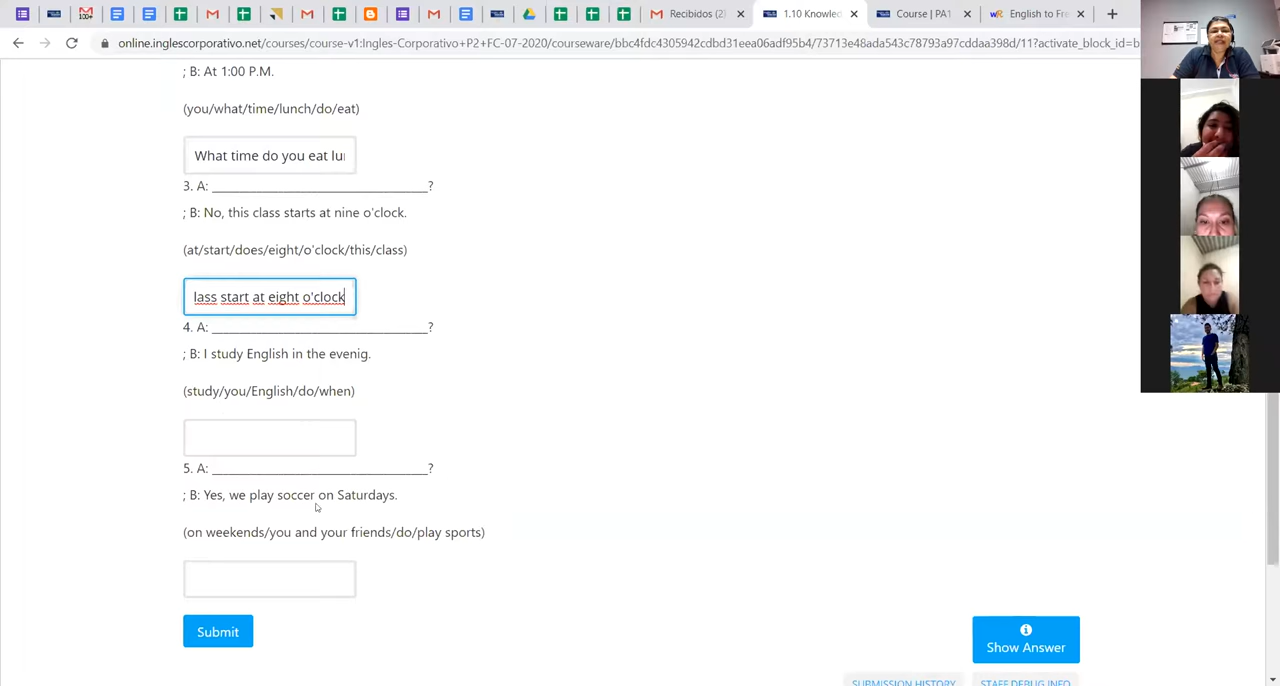 Recibidos (2)
1.10 Knowled
Course | PA1
English to Fre
online.inglescorporativo.net/courses/course-v1:Ingles-Corporativo+P2+FC-07-2020/courseware/bbc4fdc4305942cdbd31eea06adf95b4/73713e48ada543c78793a97cddaa398d/11?activate_block_id=b
; B: At 1:00 P.M.
(you/what/time/lunch/do/eat)
What time do you eat lu
3. A: ______________________________?
; B: No, this class starts at nine o'clock.
(at/start/does/eight/o'clock/this/class)
lass start at eight o'clock
4. A: ______________________________?
; B: I study English in the evenig.
(study/you/English/do/when)
5. A: ______________________________?
; B: Yes, we play soccer on Saturdays.
(on weekends/you and your friends/do/play sports)
Submit
Show Answer
SUBMISSION HISTORY
STAFF DEBUG INFO